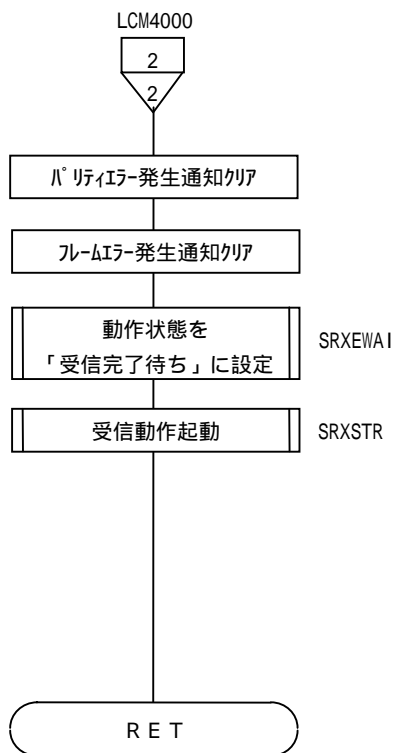 LCM4000
2
2
ﾊﾟﾘﾃｨｴﾗｰ発生通知ｸﾘｱ
ﾌﾚｰﾑｴﾗｰ発生通知ｸﾘｱ
動作状態を
「受信完了待ち」に設定
SRXEWAI
受信動作起動
SRXSTR
ＲＥＴ